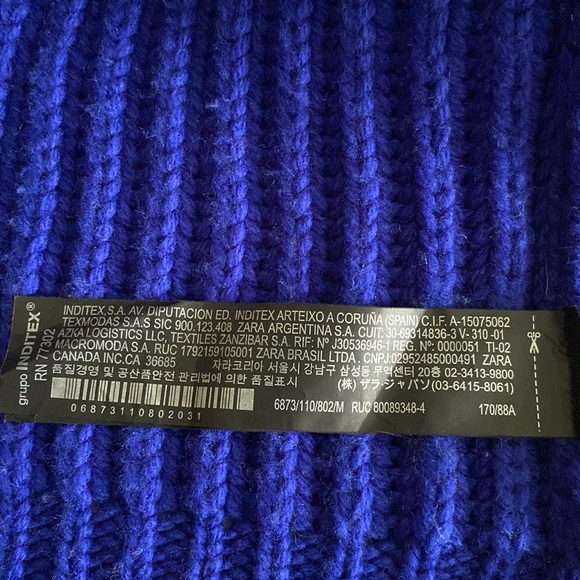 grupo INDITEX®
RN 77302
INDITEX S.A. AV. DIPUTACION ED. INDITEX ARTEIXO A CORUÑA (SPAIN) C.I.F. A-15075062
TEXMODAS S.A.S SIC 900.123.408 ZARA ARGENTINA S.A. CUIT: 30-69314836-3 V-310 -01
AZKA LOGISTICS LLC, TEXTILES ZANZIBAR S.A. RIF: Nº J30536946-1 REG. Nº: 0000051 TI-02
MACROMODA S.A. RUC 1792159105001 ZARA BRASIL LTDA . CNPJ:02952485000491 ZARA
CANADA INC.CA 36685 자라코리아 서울시 강남구 삼성동 무역센터 20층 02-3413-9800
품질경영 및 공산품안전 관리법에 의한 품질표시 (株) ザラ・ジャパン (03-6415-8061)
06873110802031 6873/110/802/M RUC 80089348-4 170/88A